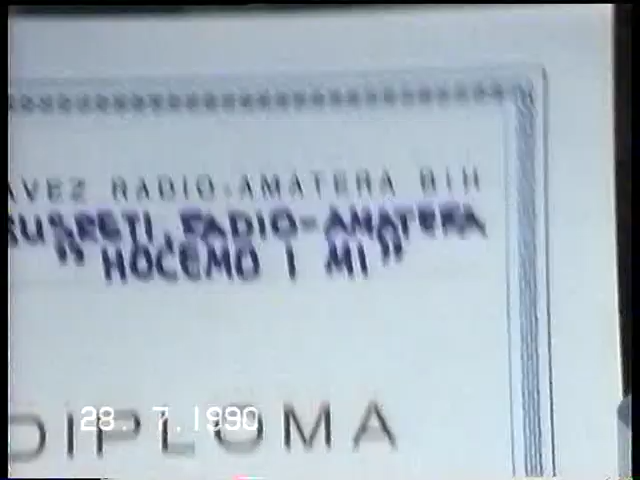 AVEZ RADIO-AMATERA BIH
SUSRETI RADIO-AMATERA
" HOĆEMO I MI "
DIPLOMA
28. 7.1990